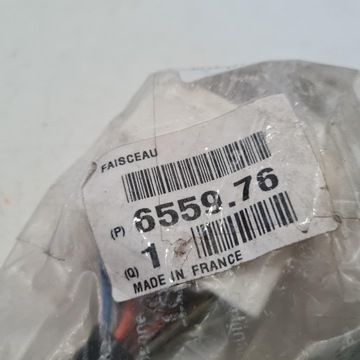 FAISCEAU
(P) 6559.76
(Q) 1
MADE IN FRANCE